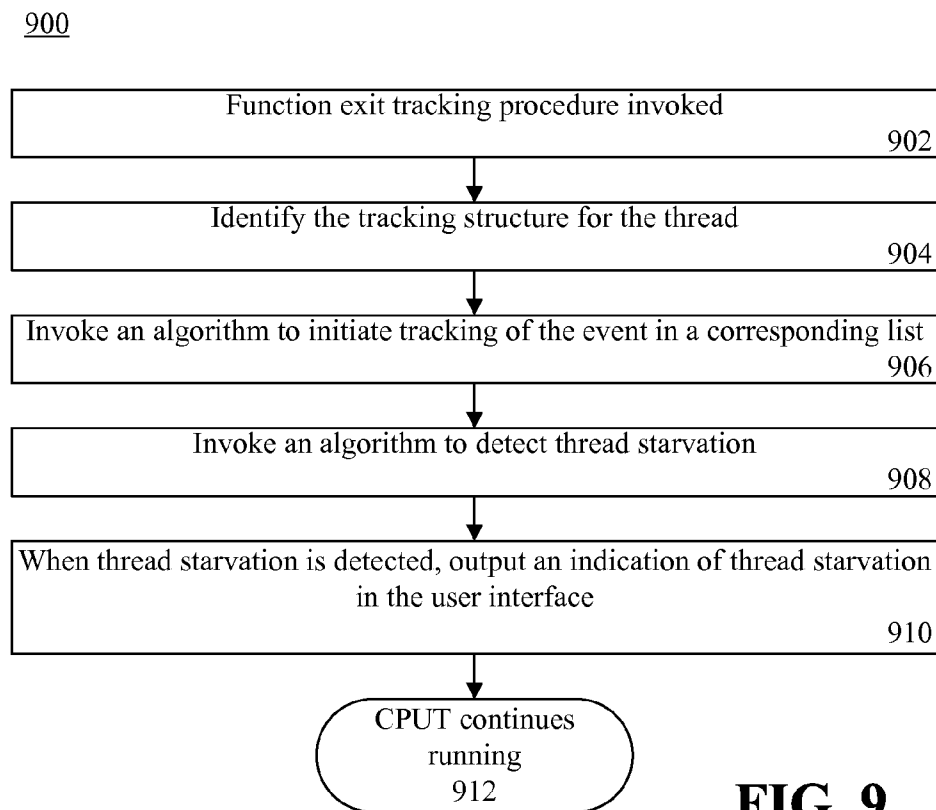 900
Function exit tracking procedure invoked
902
Identify the tracking structure for the thread
904
Invoke an algorithm to initiate tracking of the event in a corresponding list
906
Invoke an algorithm to detect thread starvation
908
When thread starvation is detected, output an indication of thread starvation
in the user interface
910
CPUT continues
running
912
FIG. 9